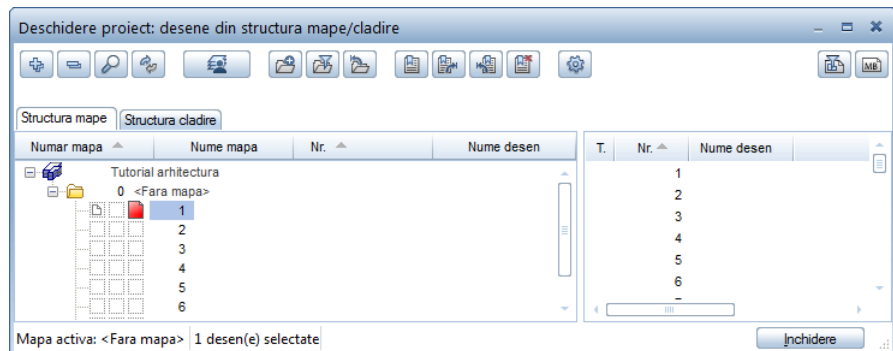 Deschidere proiect: desene din structura mape/cladire
MB
Structura mape Structura cladire
Numar mapa Nume mapa Nr. Nume desen T. Nr. Nume desen
Tutorial arhitectura 1
0 <Fara mapa> 2
1 3
2 4
3 5
4 6
5
6
Mapa activa: <Fara mapa> 1 desen(e) selectate Inchidere